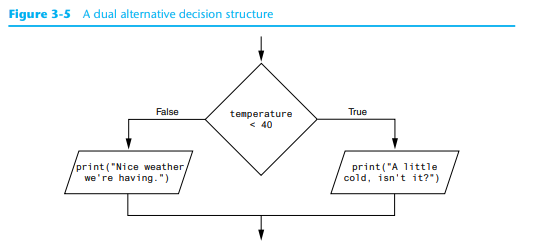 Figure 3-5 A dual alternative decision structure
False
temperature
< 40
True
print("Nice weather
we're having.")
print("A little
cold, isn't it?")